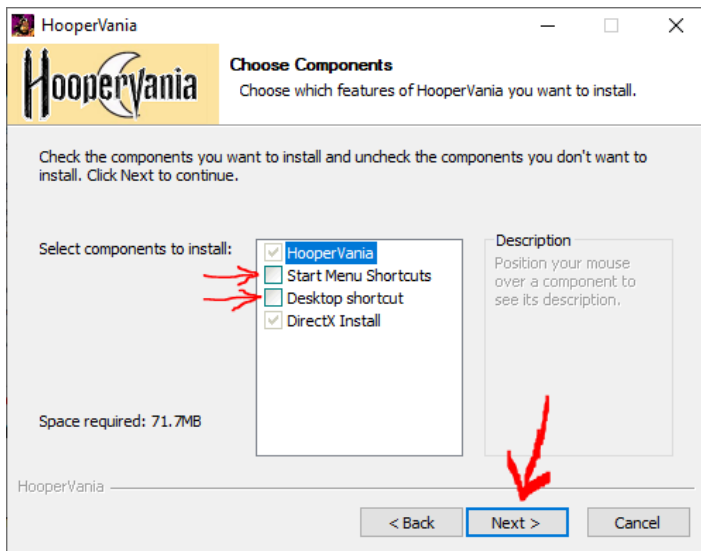 HooperVania
HooperVania
Choose Components
Choose which features of HooperVania you want to install.
Check the components you want to install and uncheck the components you don't want to
install. Click Next to continue.
Select components to install:
HooperVania
Start Menu Shortcuts
Desktop shortcut
DirectX Install
Description
Position your mouse
over a component to
see its description.
Space required: 71.7MB
HooperVania
< Back
Next >
Cancel